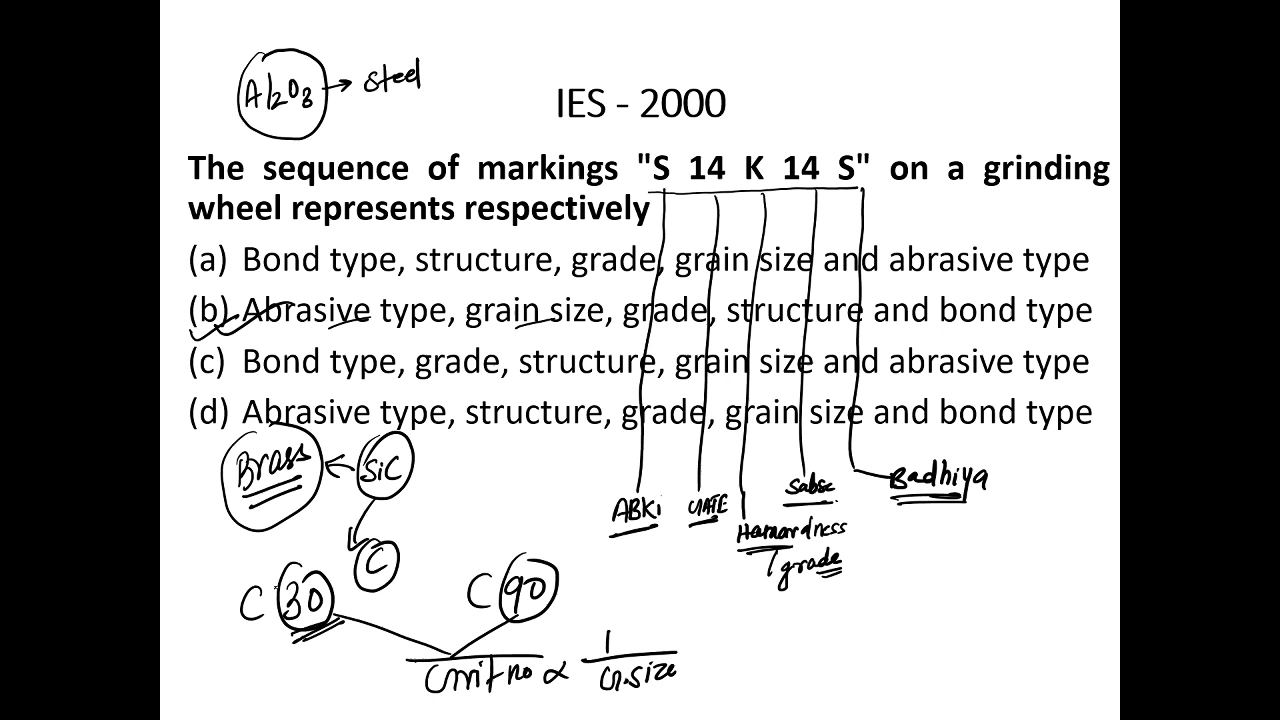 Al2O3 → steel
IES - 2000
The sequence of markings "S 14 K 14 S" on a grinding
wheel represents respectively
(a) Bond type, structure, grade, grain size and abrasive type
(b) Abrasive type, grain size, grade, structure and bond type
(c) Bond type, grade, structure, grain size and abrasive type
(d) Abrasive type, structure, grade, grain size and bond type
Brass ← SiC
ABKi GATE Hamardness Sabse Badhiya
/ grade
C
C 30 C 90
Grit no ∝ 1
G.size